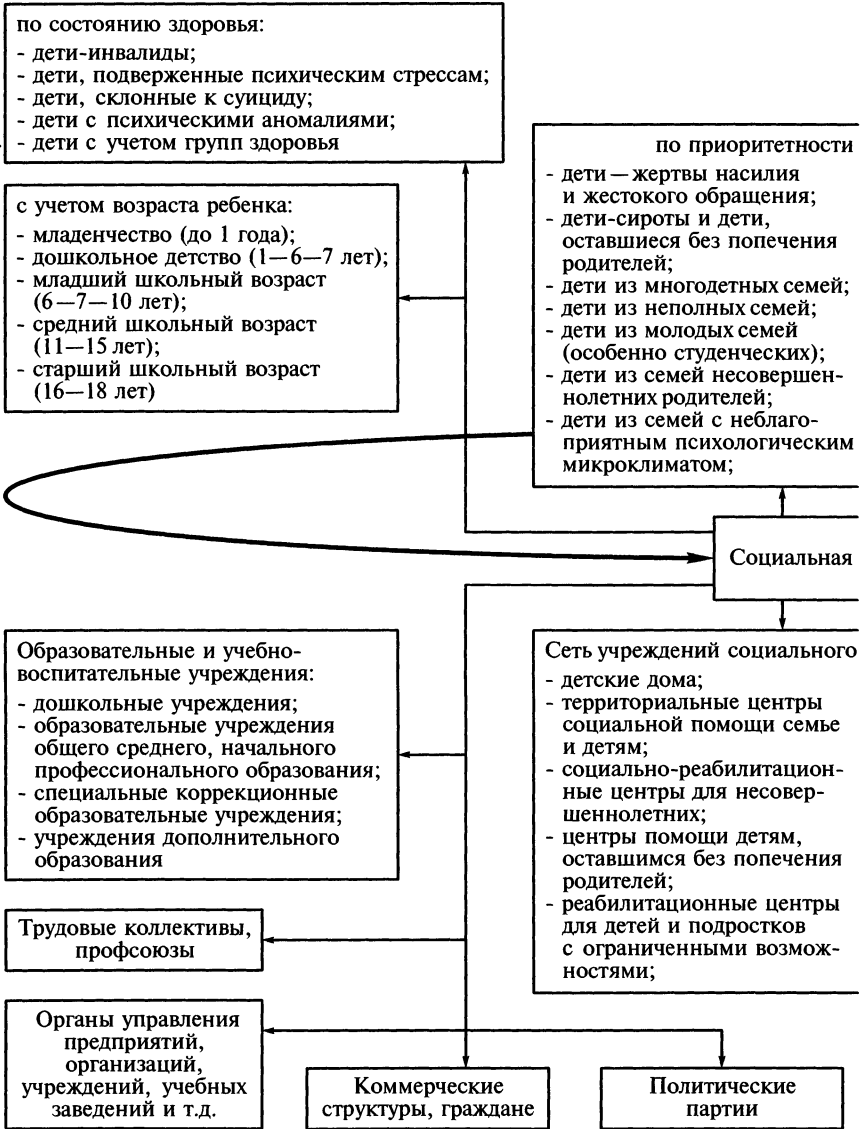 по состоянию здоровья:
- дети-инвалиды;
- дети, подверженные психическим стрессам;
- дети, склонные к суициду;
- дети с психическими аномалиями;
- дети с учетом групп здоровья
с учетом возраста ребенка:
- младенчество (до 1 года);
- дошкольное детство (1—6—7 лет);
- младший школьный возраст
(6—7—10 лет);
- средний школьный возраст
(11—15 лет);
- старший школьный возраст
(16—18 лет)
по приоритетности
- дети — жертвы насилия
и жестокого обращения;
- дети-сироты и дети,
оставшиеся без попечения
родителей;
- дети из многодетных семей;
- дети из неполных семей;
- дети из молодых семей
(особенно студенческих);
- дети из семей несовершен-
нолетних родителей;
- дети из семей с неблаго-
приятным психологическим
микроклиматом;
Социальная
Образовательные и учебно-
воспитательные учреждения:
- дошкольные учреждения;
- образовательные учреждения
общего среднего, начального
профессионального образования;
- специальные коррекционные
образовательные учреждения;
- учреждения дополнительного
образования
Сеть учреждений социального
- детские дома;
- территориальные центры
социальной помощи семье
и детям;
- социально-реабилитацион-
ные центры для несовер-
шеннолетних;
- центры помощи детям,
оставшимся без попечения
родителей;
- реабилитационные центры
для детей и подростков
с ограниченными возмож-
ностями;
Трудовые коллективы,
профсоюзы
Органы управления
предприятий,
организаций,
учреждений, учебных
заведений и т.д.
Коммерческие
структуры, граждане
Политические
партии